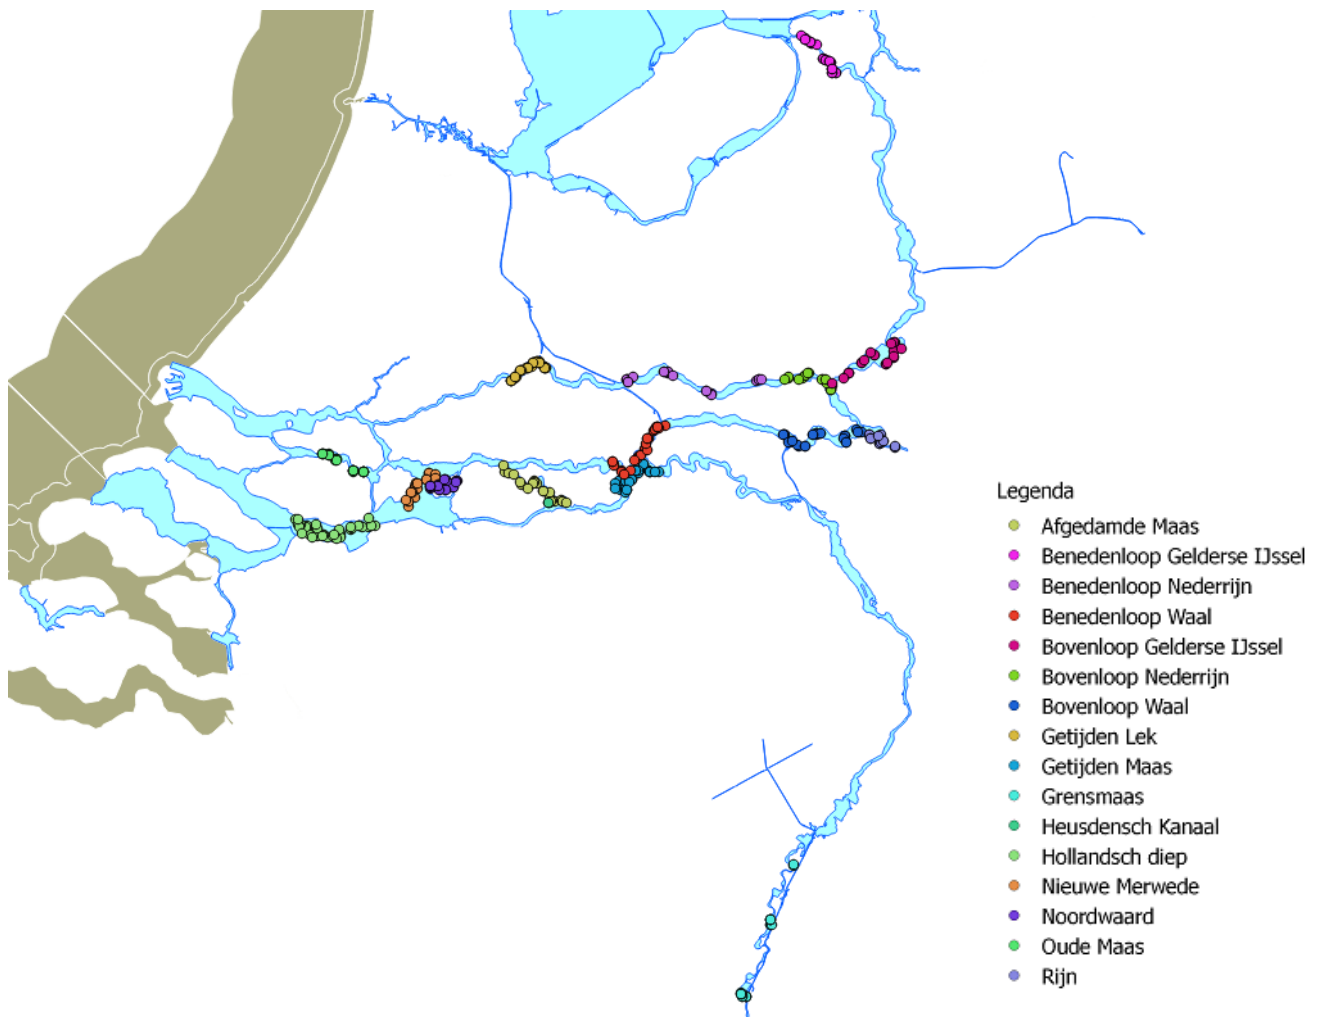 Legenda
Afgedamde Maas
Benedenloop Gelderse IJssel
Benedenloop Nederrijn
Benedenloop Waal
Bovenloop Gelderse IJssel
Bovenloop Nederrijn
Bovenloop Waal
Getijden Lek
Getijden Maas
Grensmaas
Heusdensch Kanaal
Hollandsch diep
Nieuwe Merwede
Noordwaard
Oude Maas
Rijn